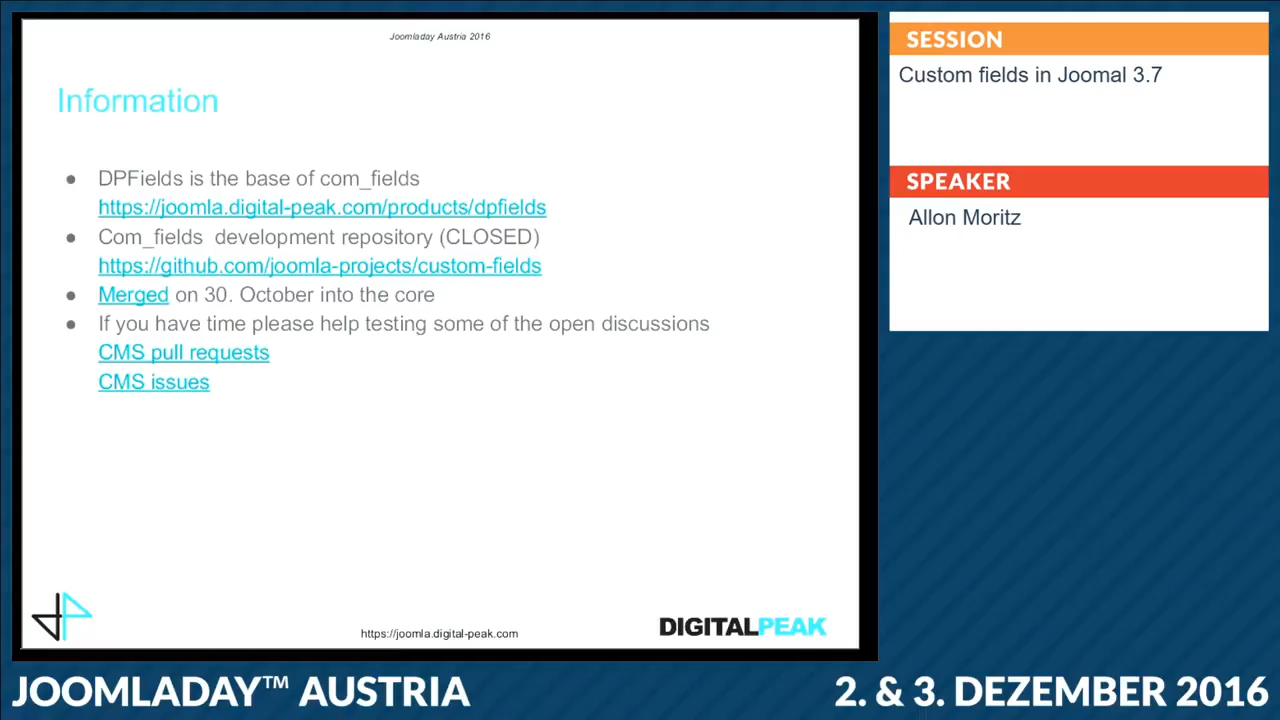 Joomladay Austria 2016
Information
● DPFields is the base of com_fields
https://joomla.digital-peak.com/products/dpfields
● Com_fields development repository (CLOSED)
https://github.com/joomla-projects/custom-fields
● Merged on 30. October into the core
● If you have time please help testing some of the open discussions
CMS pull requests
CMS issues
https://joomla.digital-peak.com
DIGITALPEAK
SESSION
Custom fields in Joomal 3.7
SPEAKER
Allon Moritz
JOOMLADAY™ AUSTRIA
2. & 3. DEZEMBER 2016